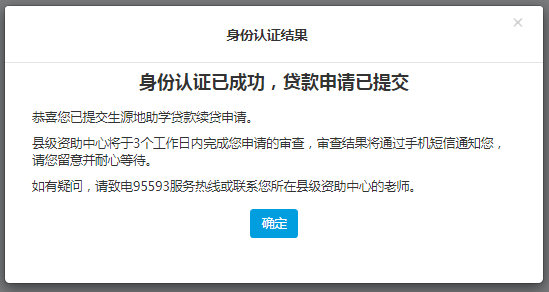 身份认证结果
×
身份认证已成功，贷款申请已提交
恭喜您已提交生源地助学贷款续贷申请。
县级资助中心将于3个工作日内完成您申请的审查，审查结果将通过手机短信通知您，
请您留意并耐心等待。
如有疑问，请致电95593服务热线或联系您所在县级资助中心的老师。
确定